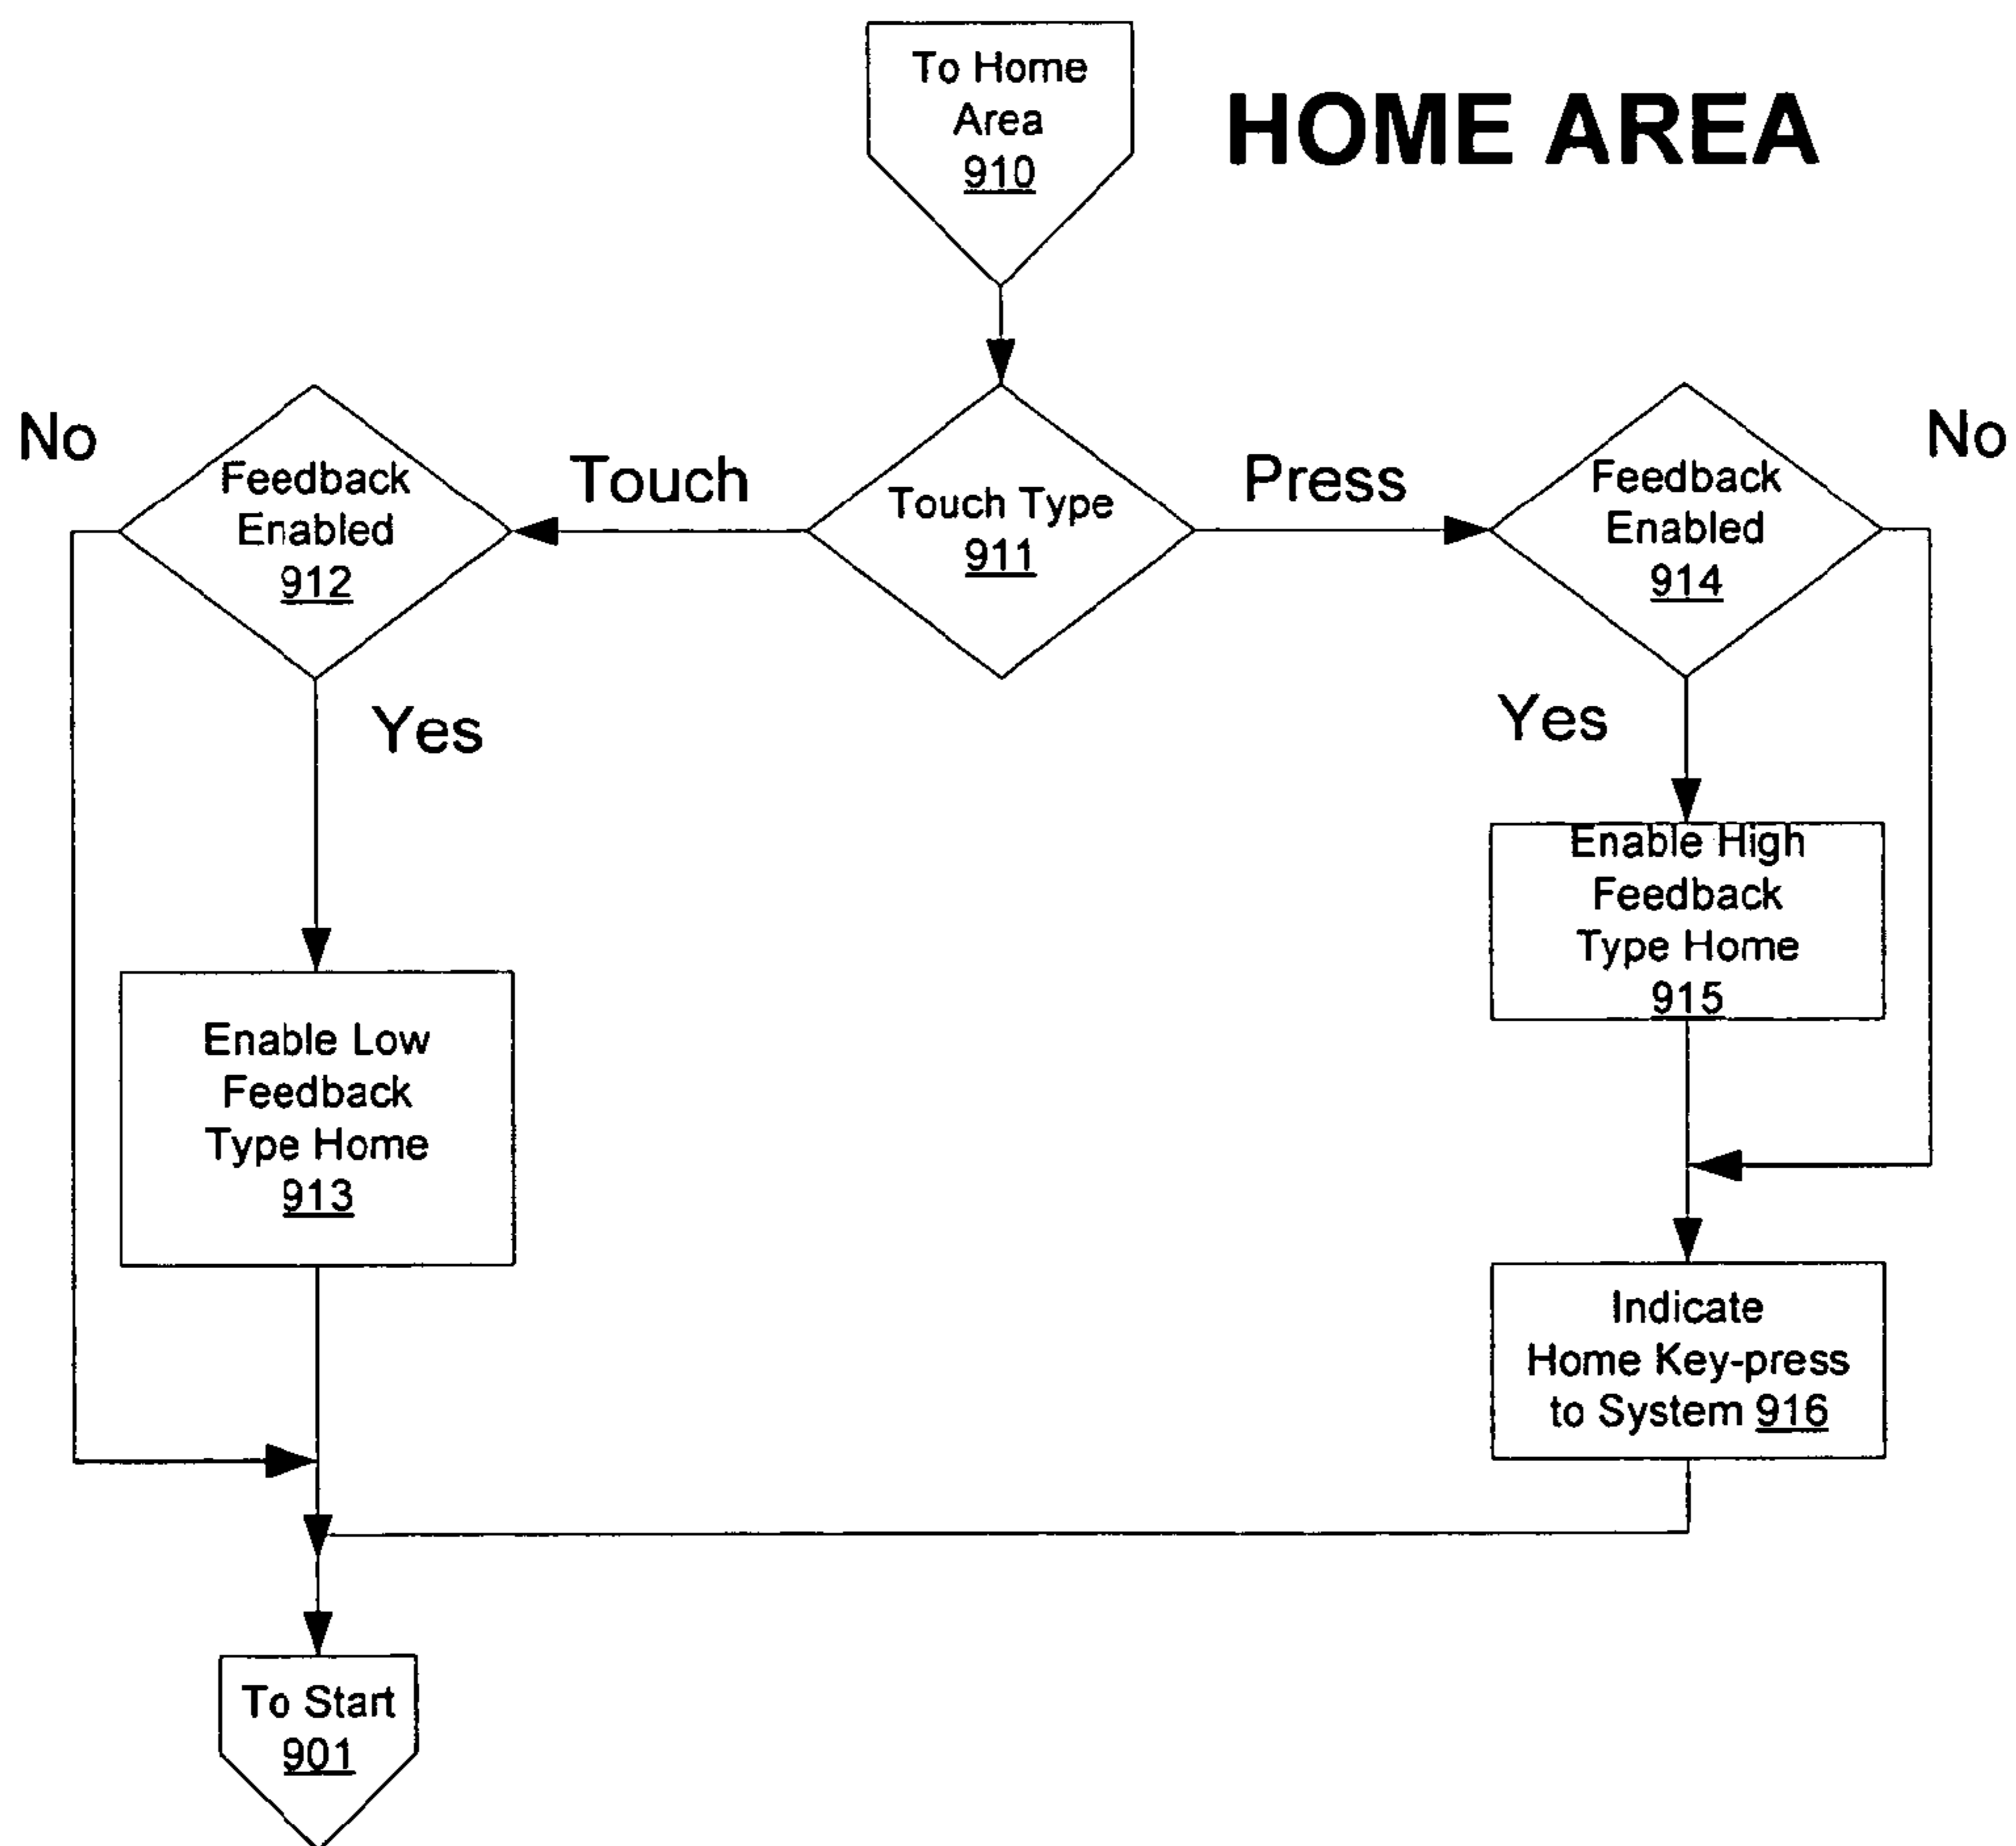 To Home
Area
910
HOME AREA
No
Feedback
Enabled
912
Touch
Touch Type
911
Press
Feedback
Enabled
914
No
Yes
Yes
Enable High
Feedback
Type Home
915
Enable Low
Feedback
Type Home
913
Indicate
Home Key-press
to System 916
To Start
901